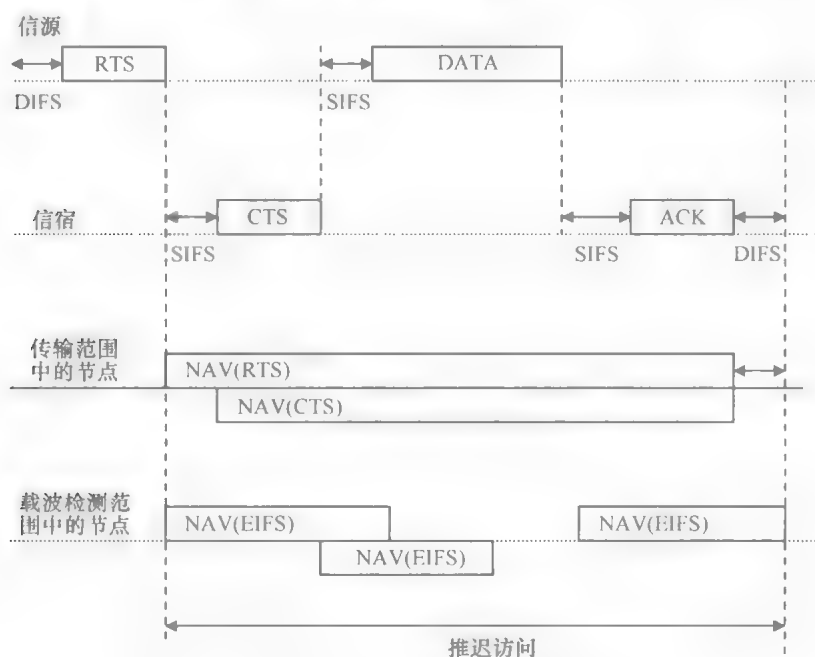 信源
RTS
DATA
DIFS
SIFS
信宿
CTS
ACK
SIFS
SIFS
DIFS
传输范围
中的节点
NAV(RTS)
NAV(CTS)
载波检测范
围中的节点
NAV(EIFS)
NAV(EIFS)
NAV(EIFS)
推迟访问